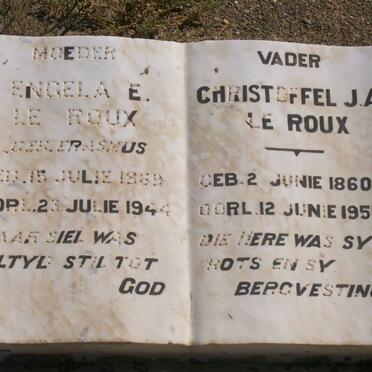 MOEDER
ENGELA E.
LE ROUX
GEB. ERASMUS
GEB. 15 JULIE 1869
OORL. 23 JULIE 1944
HAAR SIEL WAS
ALTYD STIL TOT
GOD
VADER
CHRISTOFFEL J.A.
LE ROUX
GEB. 2 JUNIE 1860
OORL. 12 JUNIE 195
DIE HERE WAS SY
ROTS EN SY
BERGVESTING